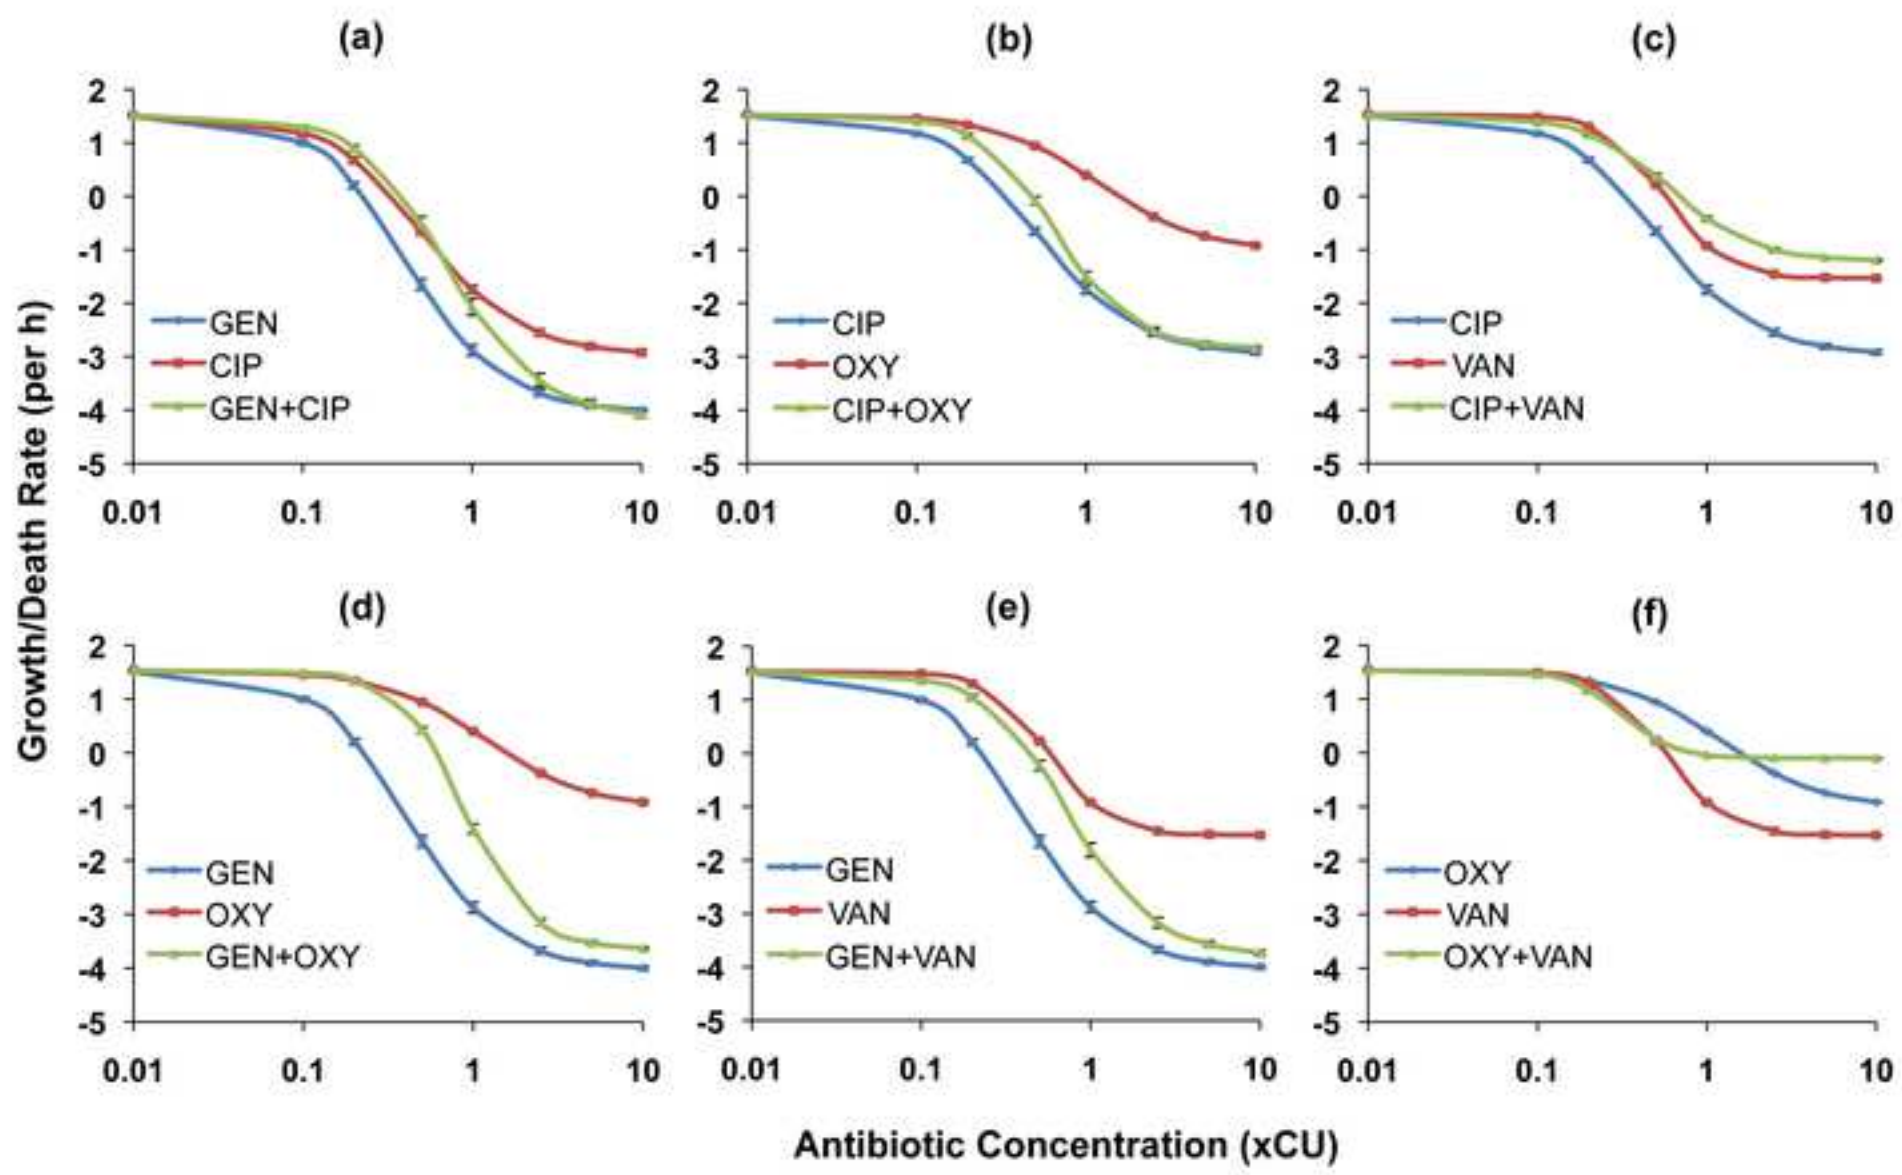 (a)
2
1
0
-1
-2
-3
-4
-5
GEN
CIP
GEN+CIP
0.01 0.1 1 10
(b)
2
1
0
-1
-2
-3
-4
-5
CIP
OXY
CIP+OXY
0.01 0.1 1 10
(c)
2
1
0
-1
-2
-3
-4
-5
CIP
VAN
CIP+VAN
0.01 0.1 1 10
Growth/Death Rate (per h)
(d)
2
1
0
-1
-2
-3
-4
-5
GEN
OXY
GEN+OXY
0.01 0.1 1 10
(e)
2
1
0
-1
-2
-3
-4
-5
GEN
VAN
GEN+VAN
0.01 0.1 1 10
(f)
2
1
0
-1
-2
-3
-4
-5
OXY
VAN
OXY+VAN
0.01 0.1 1 10
Antibiotic Concentration (xCU)